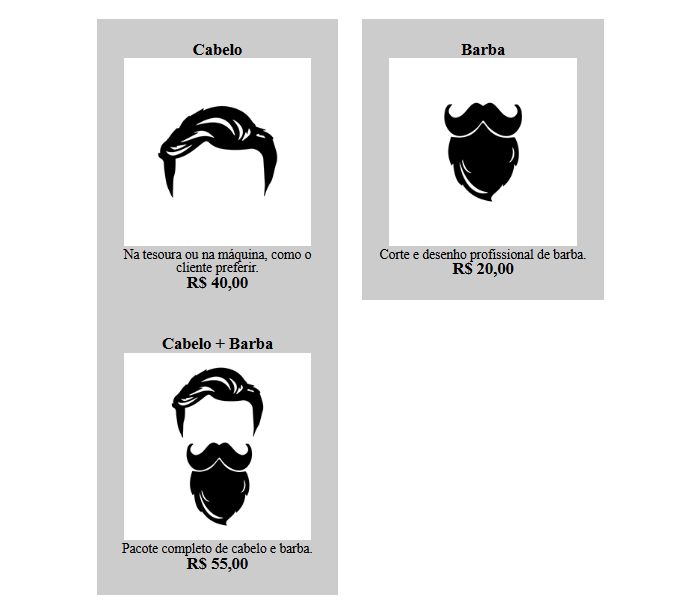 Cabelo
Na tesoura ou na máquina, como o
cliente preferir.
R$ 40,00
Barba
Corte e desenho profissional de barba.
R$ 20,00
Cabelo + Barba
Pacote completo de cabelo e barba.
R$ 55,00